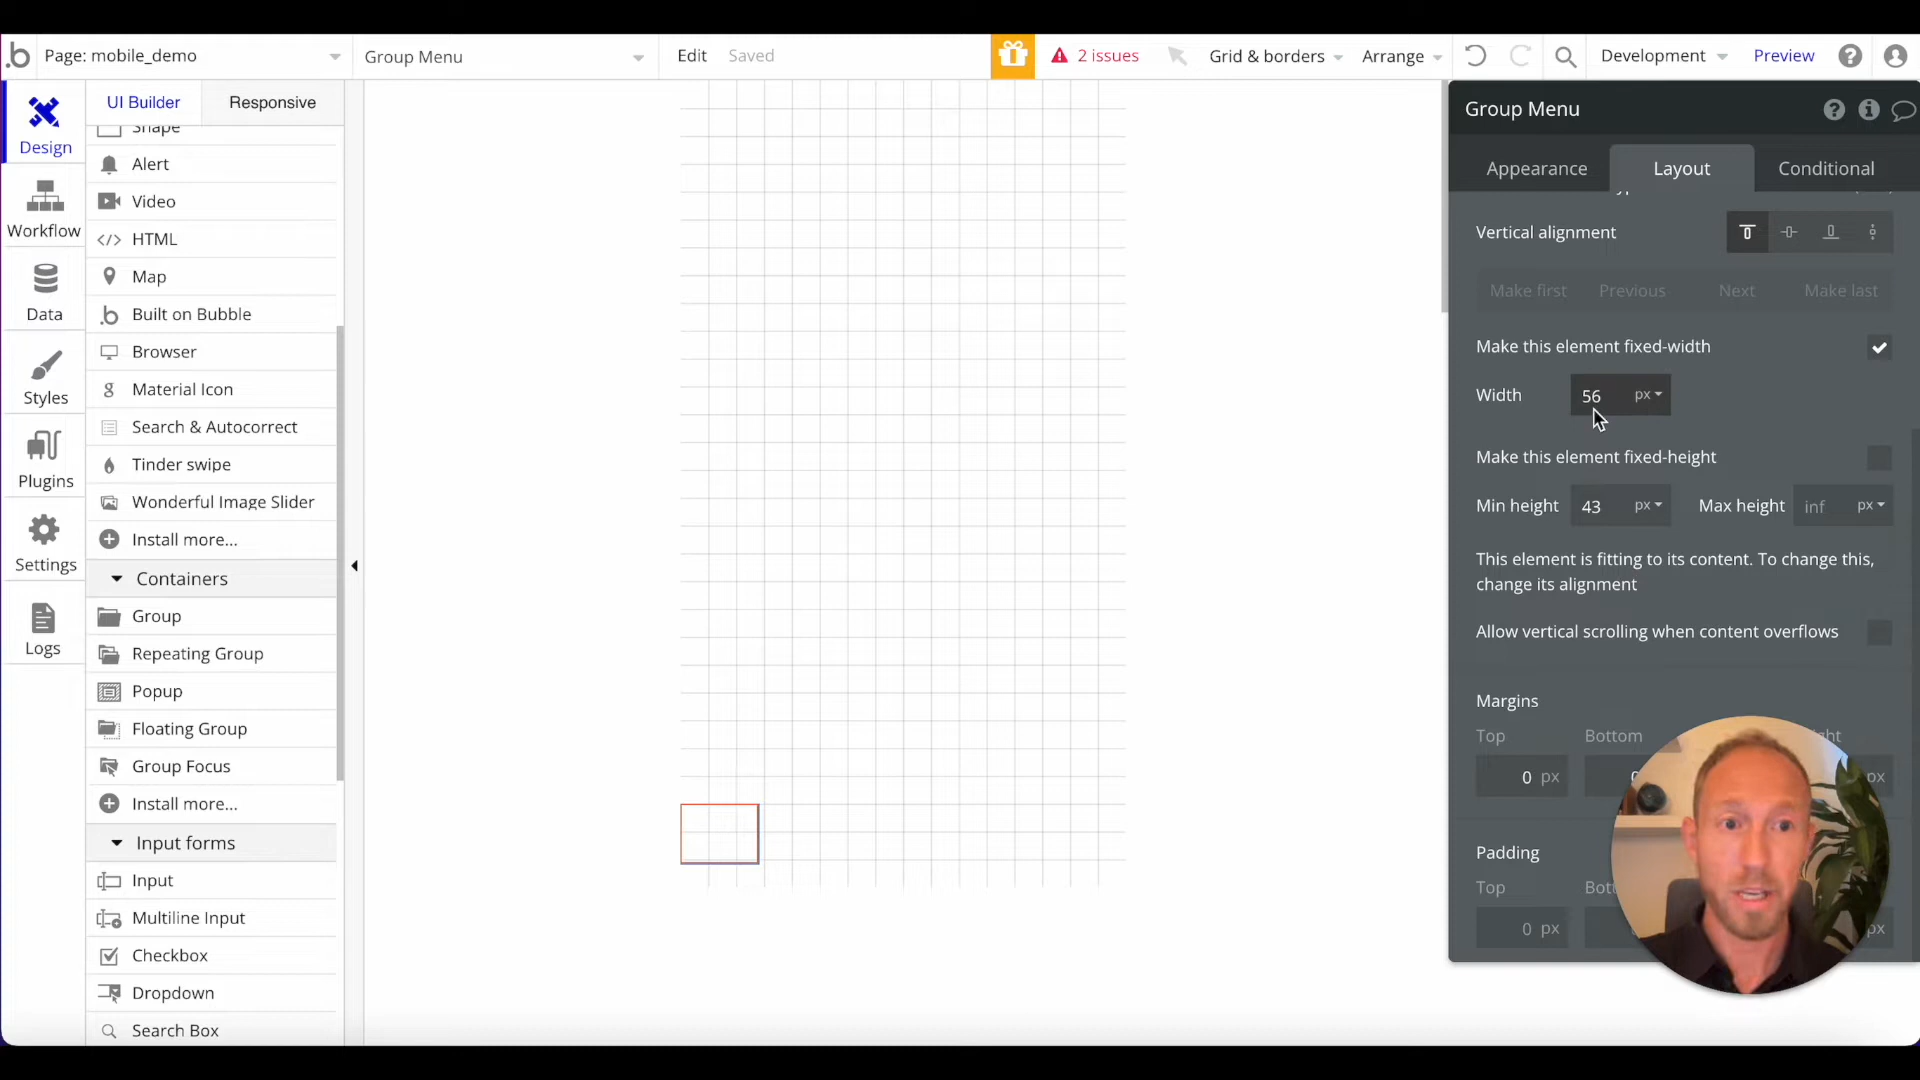 Page: mobile_demo
Group Menu
Edit
Saved
2 issues
Grid & borders
Arrange
Development
Preview
UI Builder
Responsive
Design
Workflow
Data
Styles
Plugins
Settings
Logs
Shape
Alert
Video
HTML
Map
Built on Bubble
Browser
Material Icon
Search & Autocorrect
Tinder swipe
Wonderful Image Slider
Install more...
Containers
Group
Repeating Group
Popup
Floating Group
Group Focus
Install more...
Input forms
Input
Multiline Input
Checkbox
Dropdown
Search Box
Group Menu
Appearance
Layout
Conditional
Vertical alignment
Make first Previous Next Make last
Make this element fixed-width
Width 56 px
Make this element fixed-height
Min height 43 px Max height inf px
This element is fitting to its content. To change this,
change its alignment
Allow vertical scrolling when content overflows
Margins
Top Bottom
0 px px
Padding
Top
0 px px